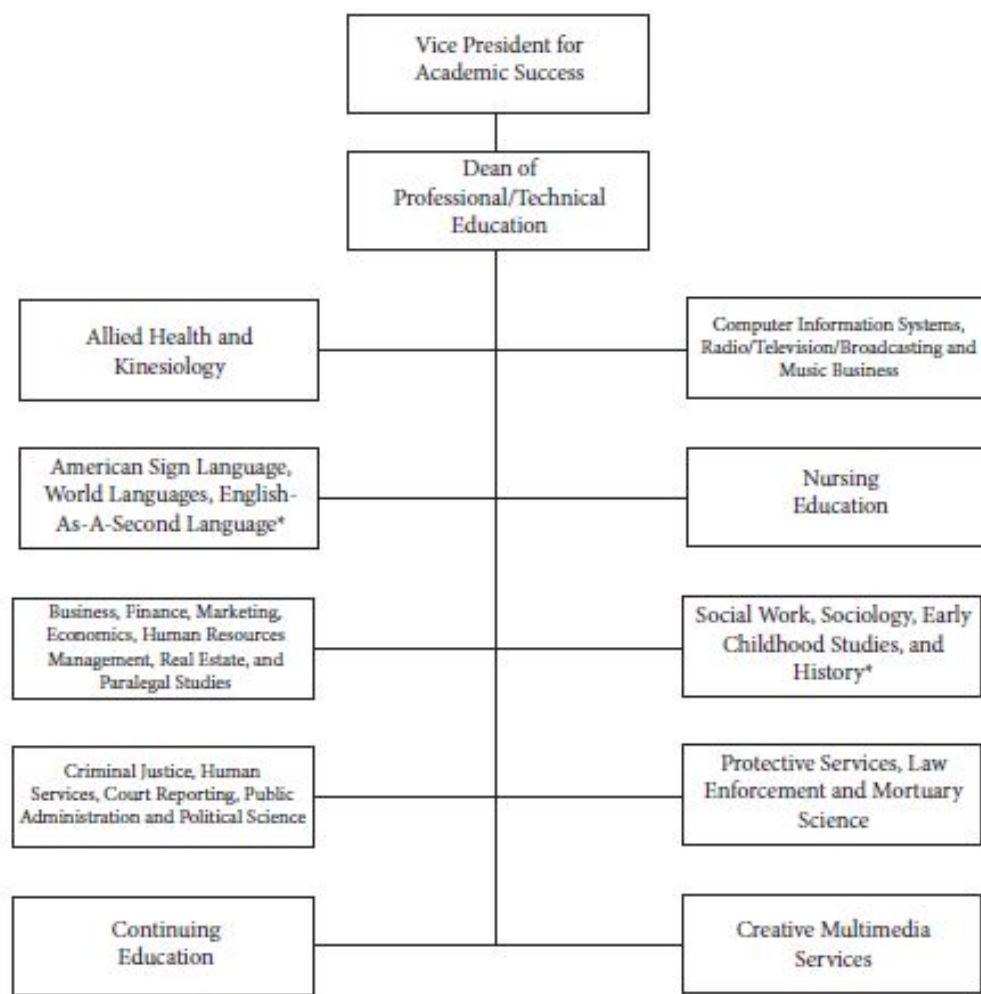 Vice President for
Academic Success
Dean of
Professional/Technical
Education
Allied Health and
Kinesiology
Computer Information Systems,
Radio/Television/Broadcasting and
Music Business
American Sign Language,
World Languages, English-
As-A-Second Language*
Nursing
Education
Business, Finance, Marketing,
Economics, Human Resources
Management, Real Estate, and
Paralegal Studies
Social Work, Sociology, Early
Childhood Studies, and
History*
Criminal Justice, Human
Services, Court Reporting, Public
Administration and Political Science
Protective Services, Law
Enforcement and Mortuary
Science
Continuing
Education
Creative Multimedia
Services